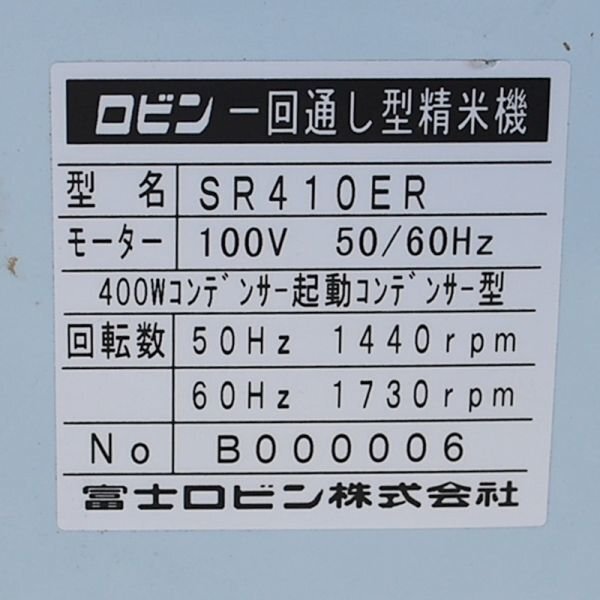 ロビン 一回通し型精米機
型名 SR410ER
モーター 100V 50/60Hz
400Wコンデンサー起動コンデンサー型
回転数 50Hz 1440rpm
60Hz 1730rpm
No B000006
富士ロビン株式会社